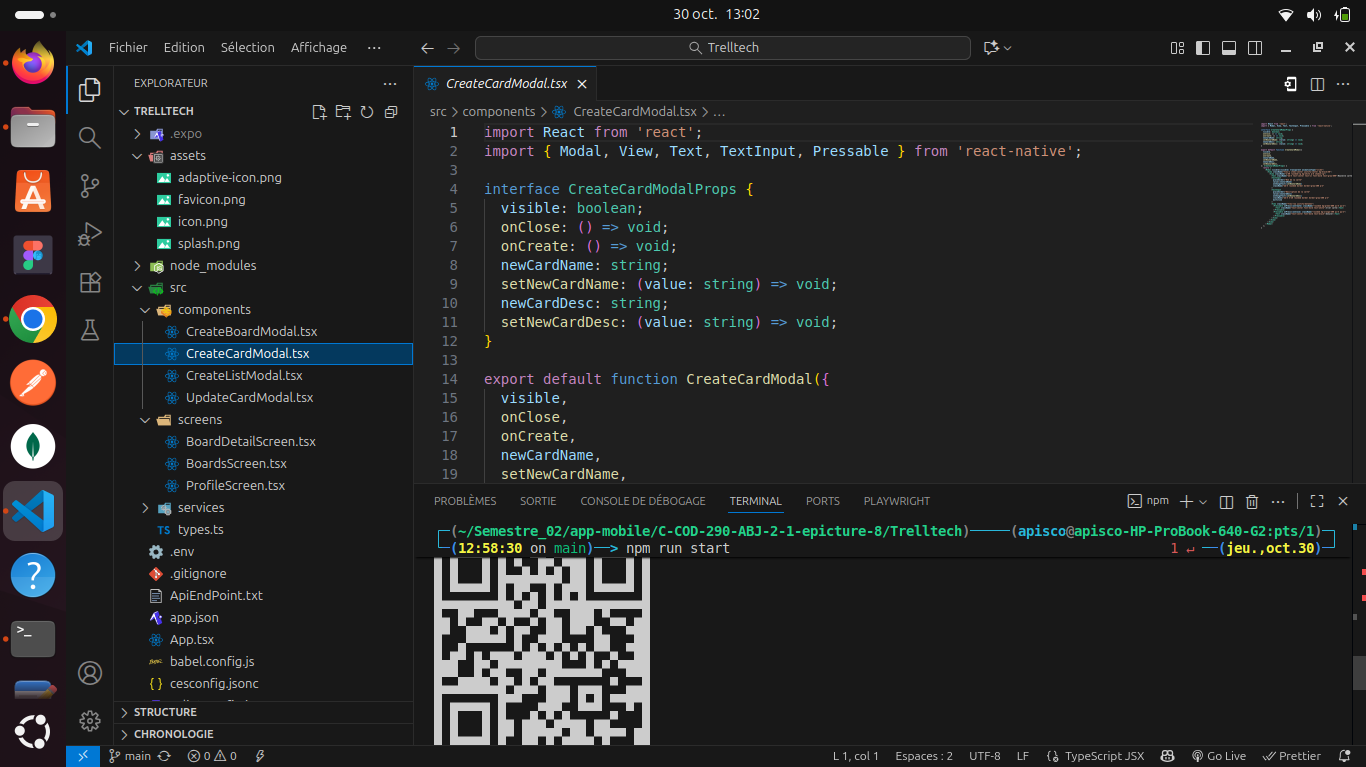 30 oct.  13:02
Fichier Edition Sélection Affichage ···
Trelltech
EXPLORATEUR
TRELLTECH
.expo
assets
adaptive-icon.png
favicon.png
icon.png
splash.png
node_modules
src
components
CreateBoardModal.tsx
CreateCardModal.tsx
CreateListModal.tsx
UpdateCardModal.tsx
screens
BoardDetailScreen.tsx
BoardsScreen.tsx
ProfileScreen.tsx
services
TS types.ts
.env
.gitignore
ApiEndPoint.txt
app.json
App.tsx
babel.config.js
cesconfig.jsonc
STRUCTURE
CHRONOLOGIE
CreateCardModal.tsx
src > components > CreateCardModal.tsx > ...
1 import React from 'react';
2 import { Modal, View, Text, TextInput, Pressable } from 'react-native';
3
4 interface CreateCardModalProps {
5 visible: boolean;
6 onClose: () => void;
7 onCreate: () => void;
8 newCardName: string;
9 setNewCardName: (value: string) => void;
10 newCardDesc: string;
11 setNewCardDesc: (value: string) => void;
12 }
13
14 export default function CreateCardModal({
15 visible,
16 onClose,
17 onCreate,
18 newCardName,
19 setNewCardName,
PROBLÈMES SORTIE CONSOLE DE DÉBOGAGE TERMINAL PORTS PLAYWRIGHT
npm
(~/Semestre_02/app-mobile/C-COD-290-ABJ-2-1-epicture-8/Trelltech)──(apisco@apisco-HP-ProBook-640-G2:pts/1)
(12:58:30 on main)──> npm run start 1 ↵ ──(jeu.,oct.30)
main 0 0
L 1, col 1 Espaces : 2 UTF-8 LF {} TypeScript JSX Go Live Prettier